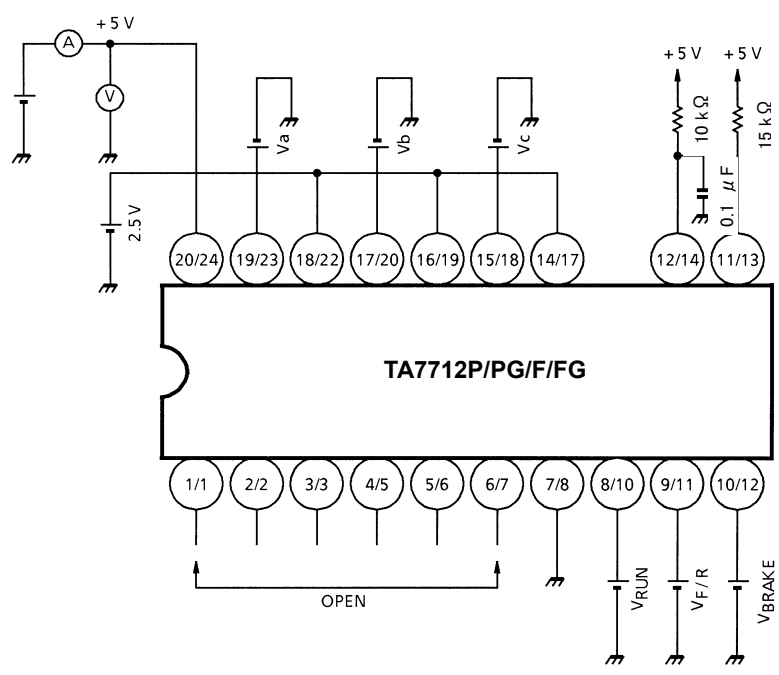 +5 V
A
V
+5 V
+5 V
10 kΩ
15 kΩ
0.1 μF
Va
Vb
Vc
2.5 V
20/24
19/23
18/22
17/20
16/19
15/18
14/17
12/14
11/13
TA7712P/PG/F/FG
1/1
2/2
3/3
4/5
5/6
6/7
7/8
8/10
9/11
10/12
OPEN
VRUN
VF/R
VBRAKE